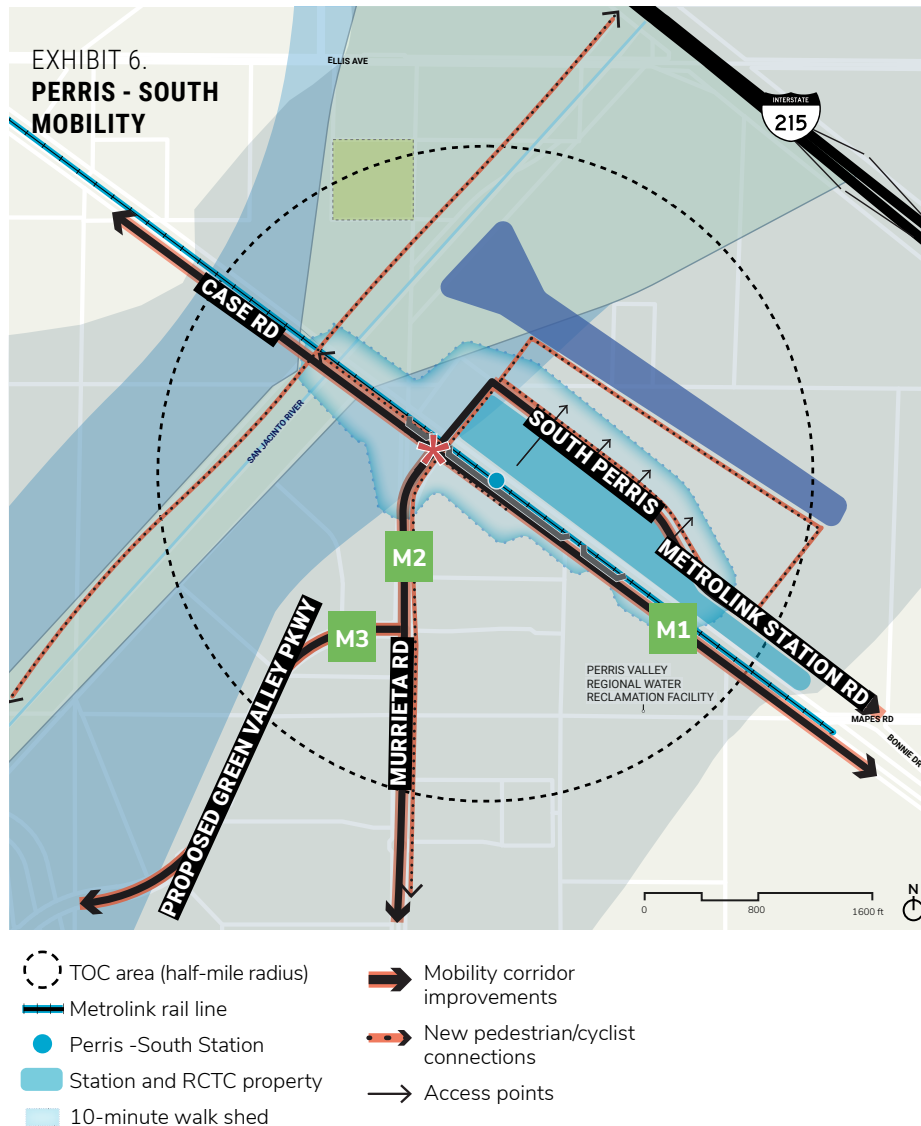 EXHIBIT 6.
PERRIS - SOUTH
MOBILITY
ELLIS AVE
INTERSTATE
215
CASE RD
SAN JACINTO RIVER
SOUTH PERRIS
METROLINK STATION RD
M2
M3
M1
PROPOSED GREEN VALLEY PKWY
MURRIETA RD
PERRIS VALLEY
REGIONAL WATER
RECLAMATION FACILITY
MAPES RD
BONNIE DR
N
0 800 1600 ft
TOC area (half-mile radius)
Metrolink rail line
Perris -South Station
Station and RCTC property
10-minute walk shed
Mobility corridor
improvements
New pedestrian/cyclist
connections
Access points